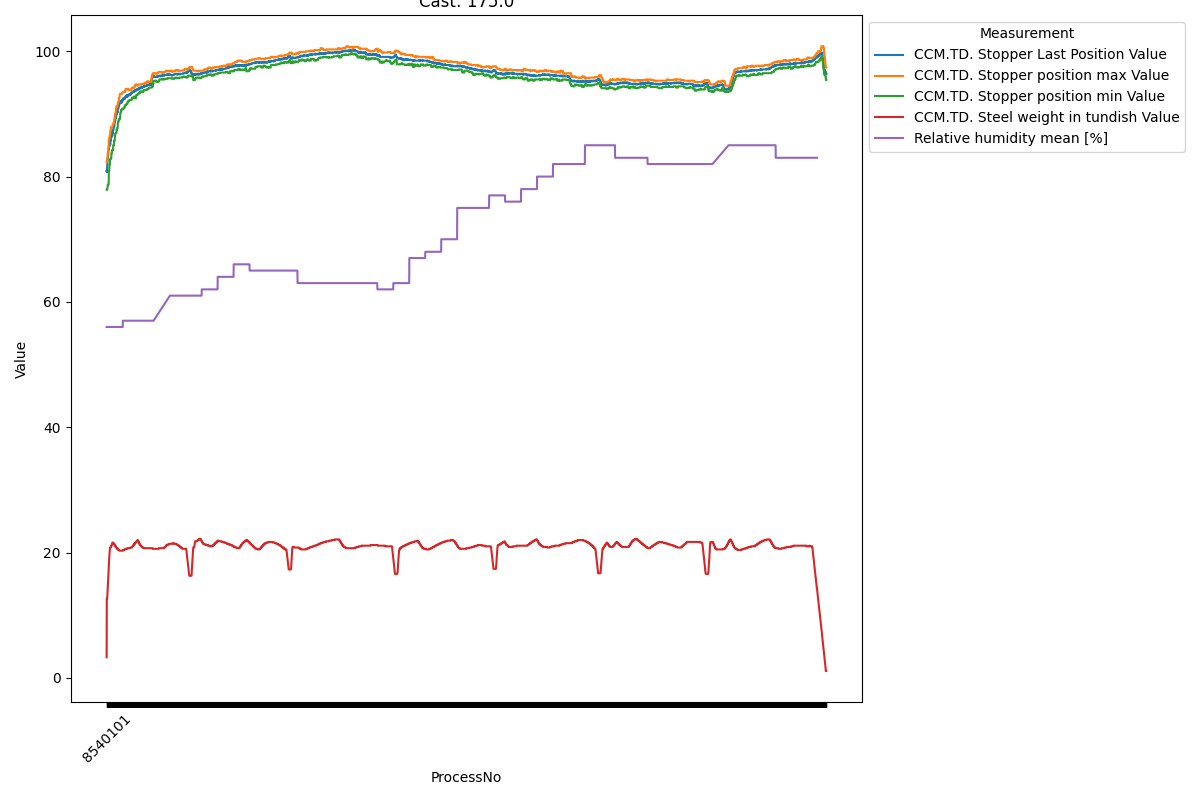 Cast: 175.0
Measurement
CCM.TD. Stopper Last Position Value
CCM.TD. Stopper position max Value
CCM.TD. Stopper position min Value
CCM.TD. Steel weight in tundish Value
Relative humidity mean [%]
100
80
60
40
20
0
Value
8540101
ProcessNo